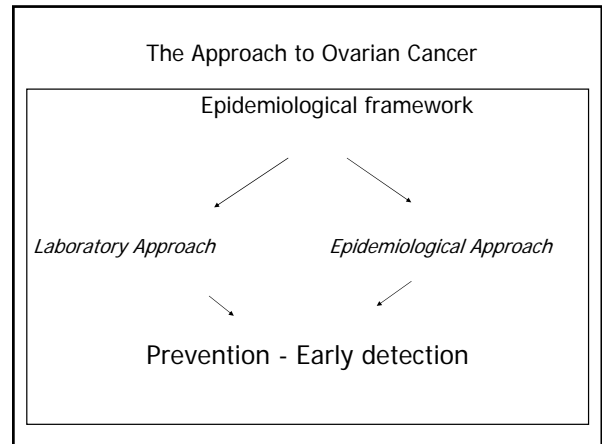 The Approach to Ovarian Cancer
Epidemiological framework
Laboratory Approach
Epidemiological Approach
Prevention - Early detection